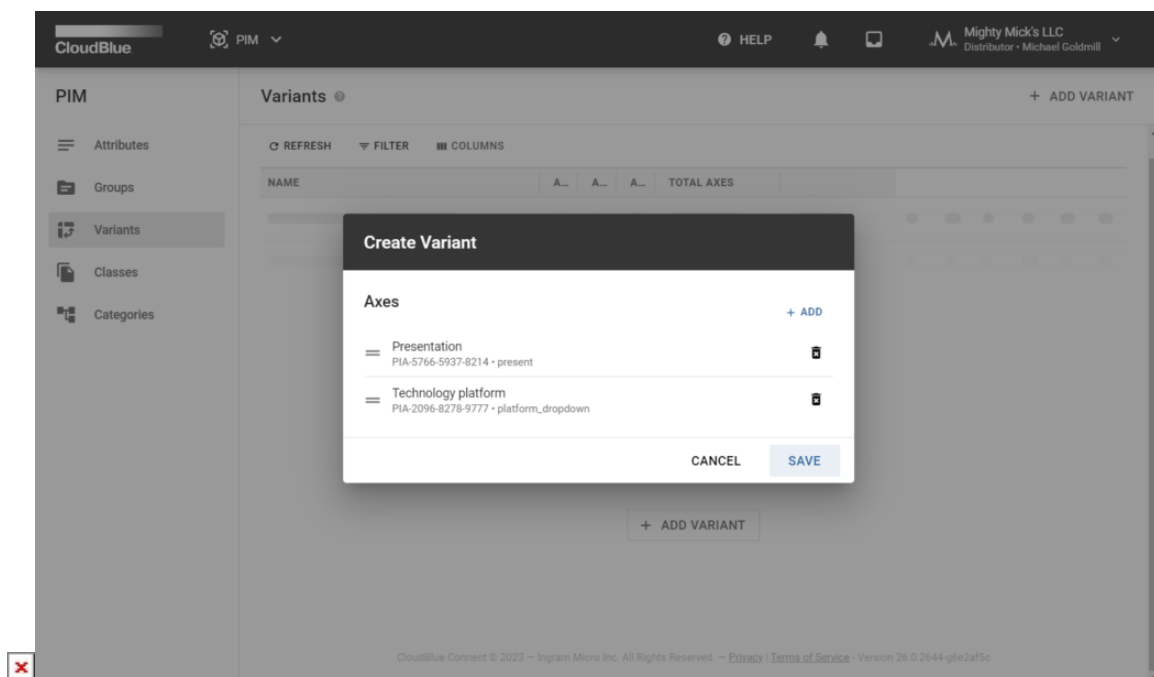 CloudBlue.
PIM
HELP
Mighty Mick's LLC
Distributor • Michael Goldmill
PIM
Attributes
Groups
Variants
Classes
Categories
Variants
+ ADD VARIANT
REFRESH
FILTER
COLUMNS
NAME
A...
A...
A...
TOTAL AXES
Create Variant
Axes
+ ADD
Presentation
PIA-5766-5937-8214 • present
Technology platform
PIA-2096-8278-9777 • platform_dropdown
CANCEL
SAVE
+ ADD VARIANT
CloudBlue Connect © 2023 — Ingram Micro Inc. All Rights Reserved. — Privacy | Terms of Service - Version 26.0.2644-g6e2af5c